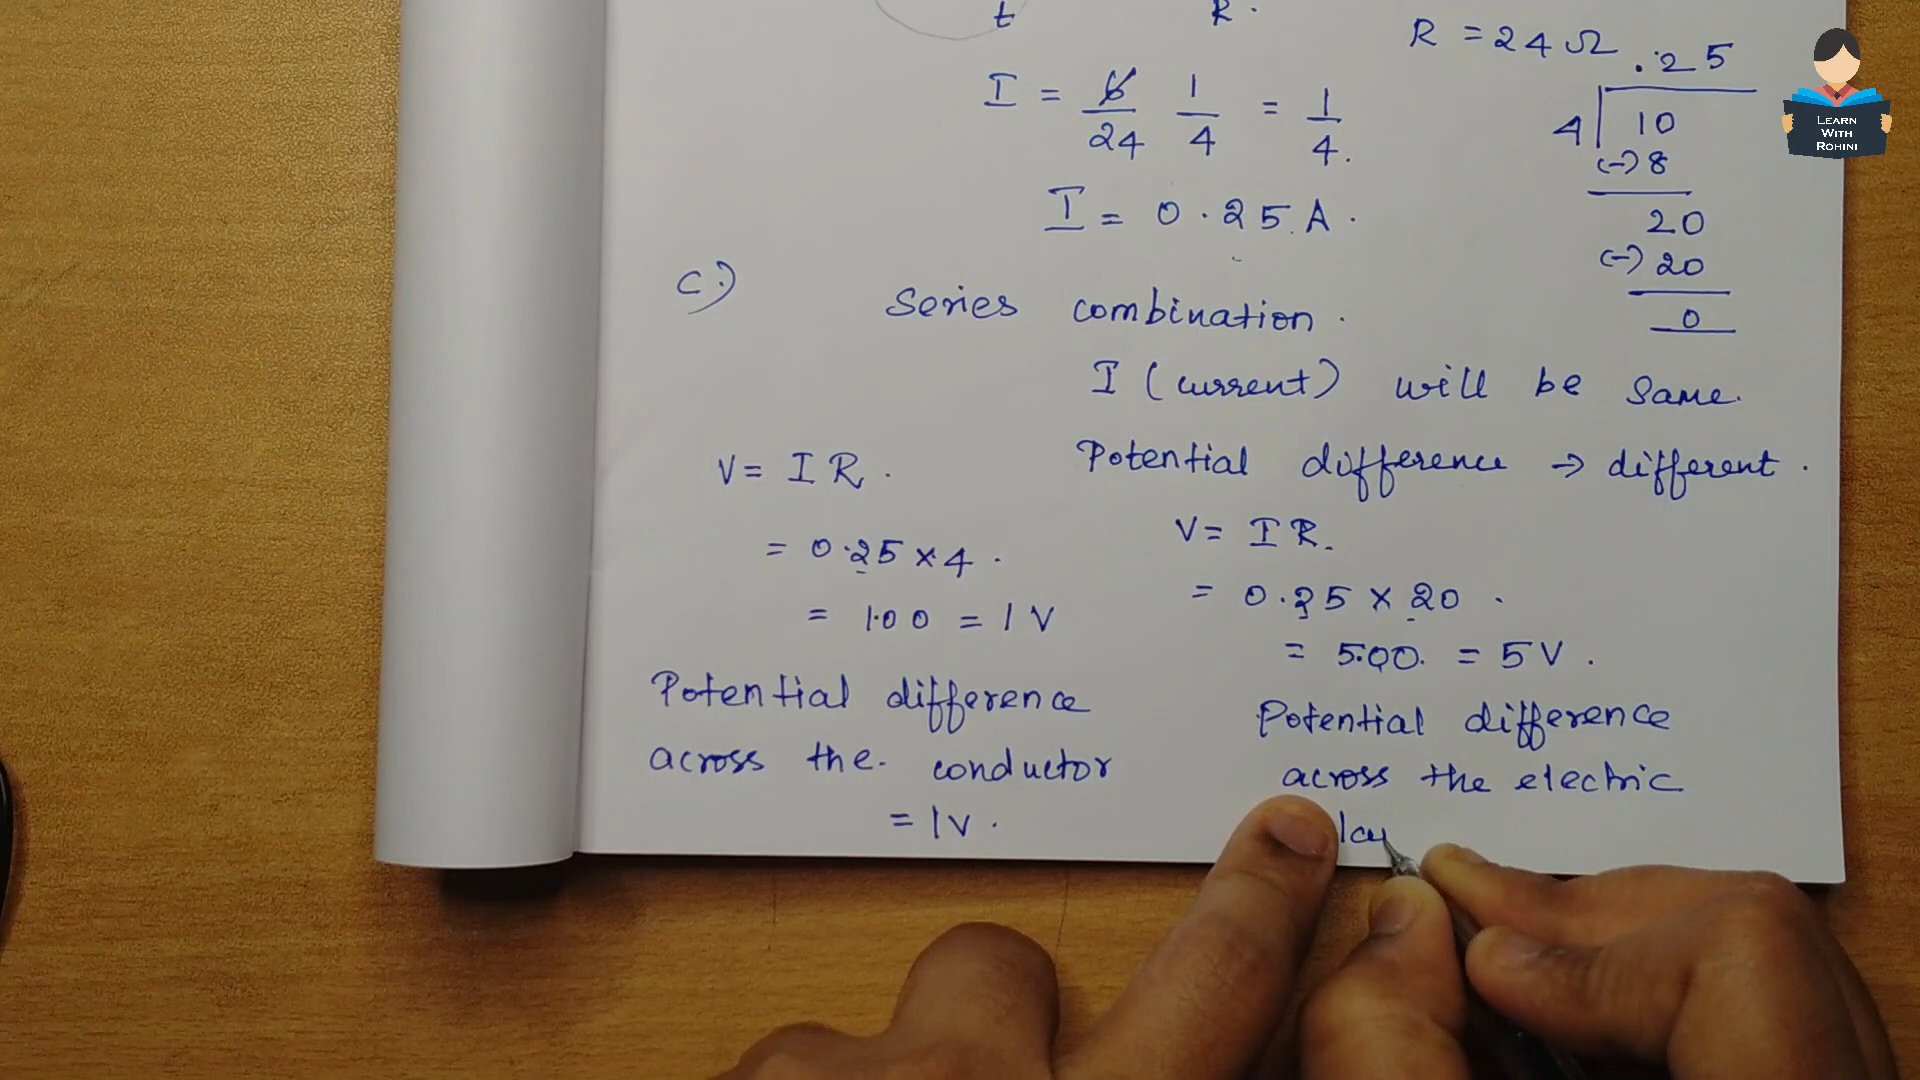 t R.
R = 24 Ω
I = 6/24 1/4 = 1/4.
I = 0.25 A.
.25
4 10
(-) 8
20
(-) 20
0
c.)
Series combination.
I (current) will be same.
Potential difference → different.
V = IR.
= 0.25 × 4.
= 1.00 = 1 V
Potential difference
across the conductor
= 1V.
V = IR.
= 0.25 × 20.
= 5.00. = 5V.
Potential difference
across the electric
LEARN
WITH
ROHINI